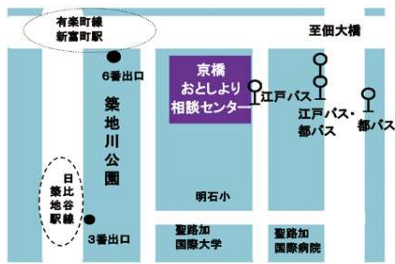 有楽町線
新富町駅
至佃大橋
6番出口
京橋
おとしより
相談センター
江戸バス
江戸バス・
都バス
都バス
築地川公園
日比谷線
築地駅
3番出口
明石小
聖路加
国際大学
聖路加
国際病院